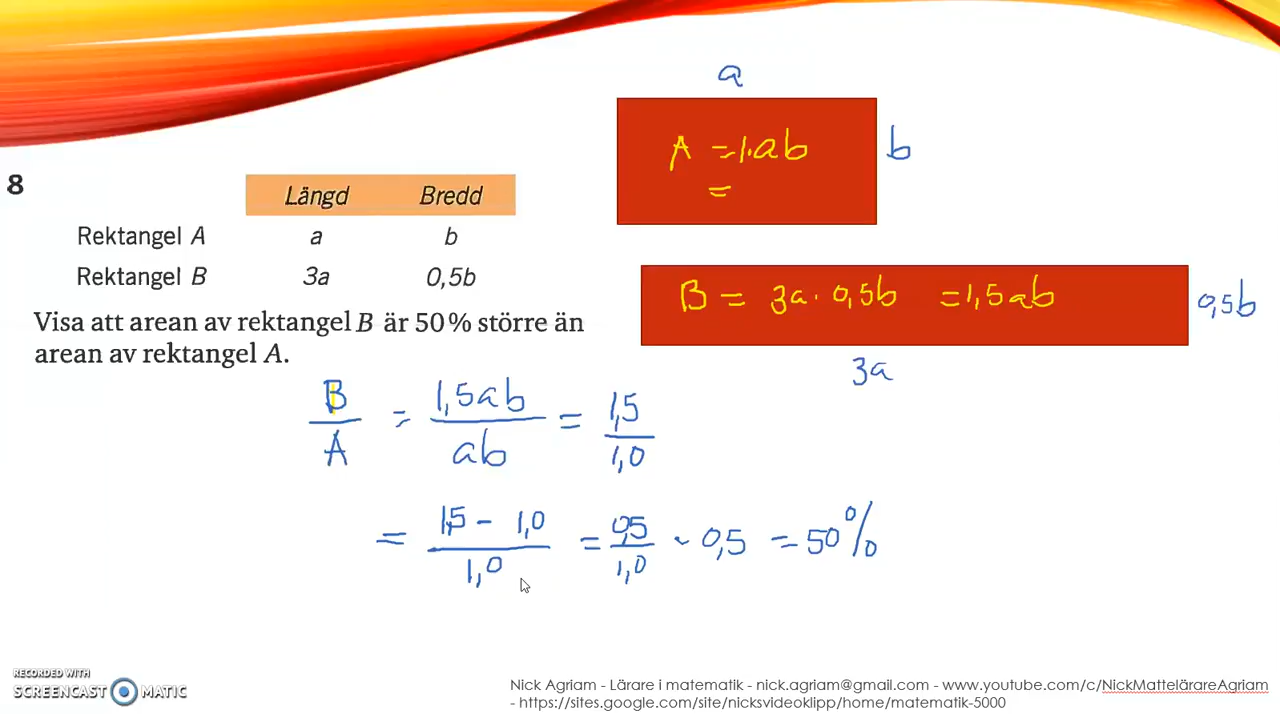 a
A = 1·ab
b
=
8
Längd Bredd
Rektangel A a b
Rektangel B 3a 0,5b
B = 3a · 0,5b = 1,5ab
0,5b
3a
Visa att arean av rektangel B är 50 % större än
arean av rektangel A.
B/A = 1,5ab/ab = 1,5/1,0
= 1,5 - 1,0/1,0 = 0,5/1,0 = 0,5 = 50%
RECORDED WITH
SCREENCAST MATIC
Nick Agriam - Lärare i matematik - nick.agriam@gmail.com - www.youtube.com/c/NickMattelärareAgriam
- https://sites.google.com/site/nicksvideoklipp/home/matematik-5000